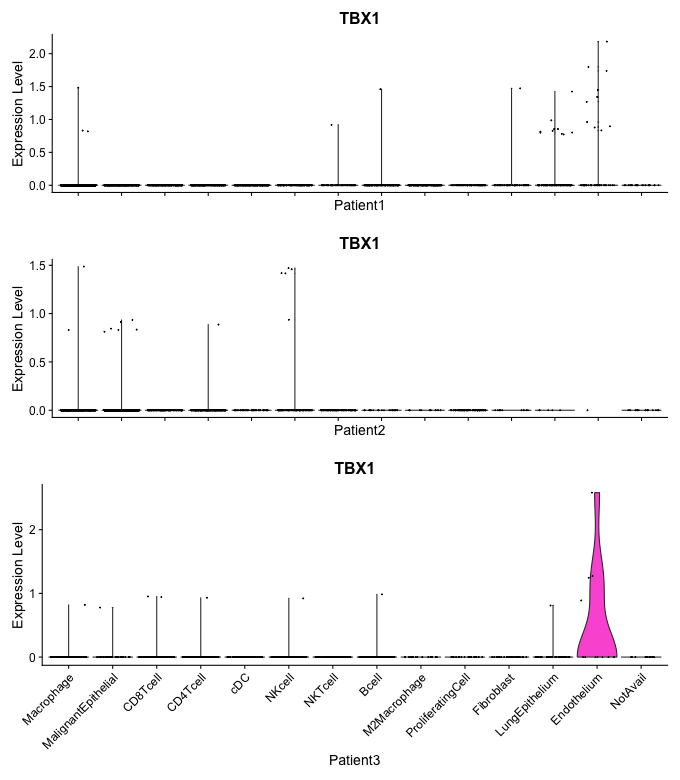 TBX1
Expression Level
2.0
1.5
1.0
0.5
0.0
Patient1
TBX1
Expression Level
1.5
1.0
0.5
0.0
Patient2
TBX1
Expression Level
2
1
0
Macrophage
MalignantEpithelial
CD8Tcell
CD4Tcell
cDC
NKcell
NKTcell
Bcell
M2Macrophage
ProliferatingCell
Fibroblast
LungEpithelium
Endothelium
NotAvail
Patient3